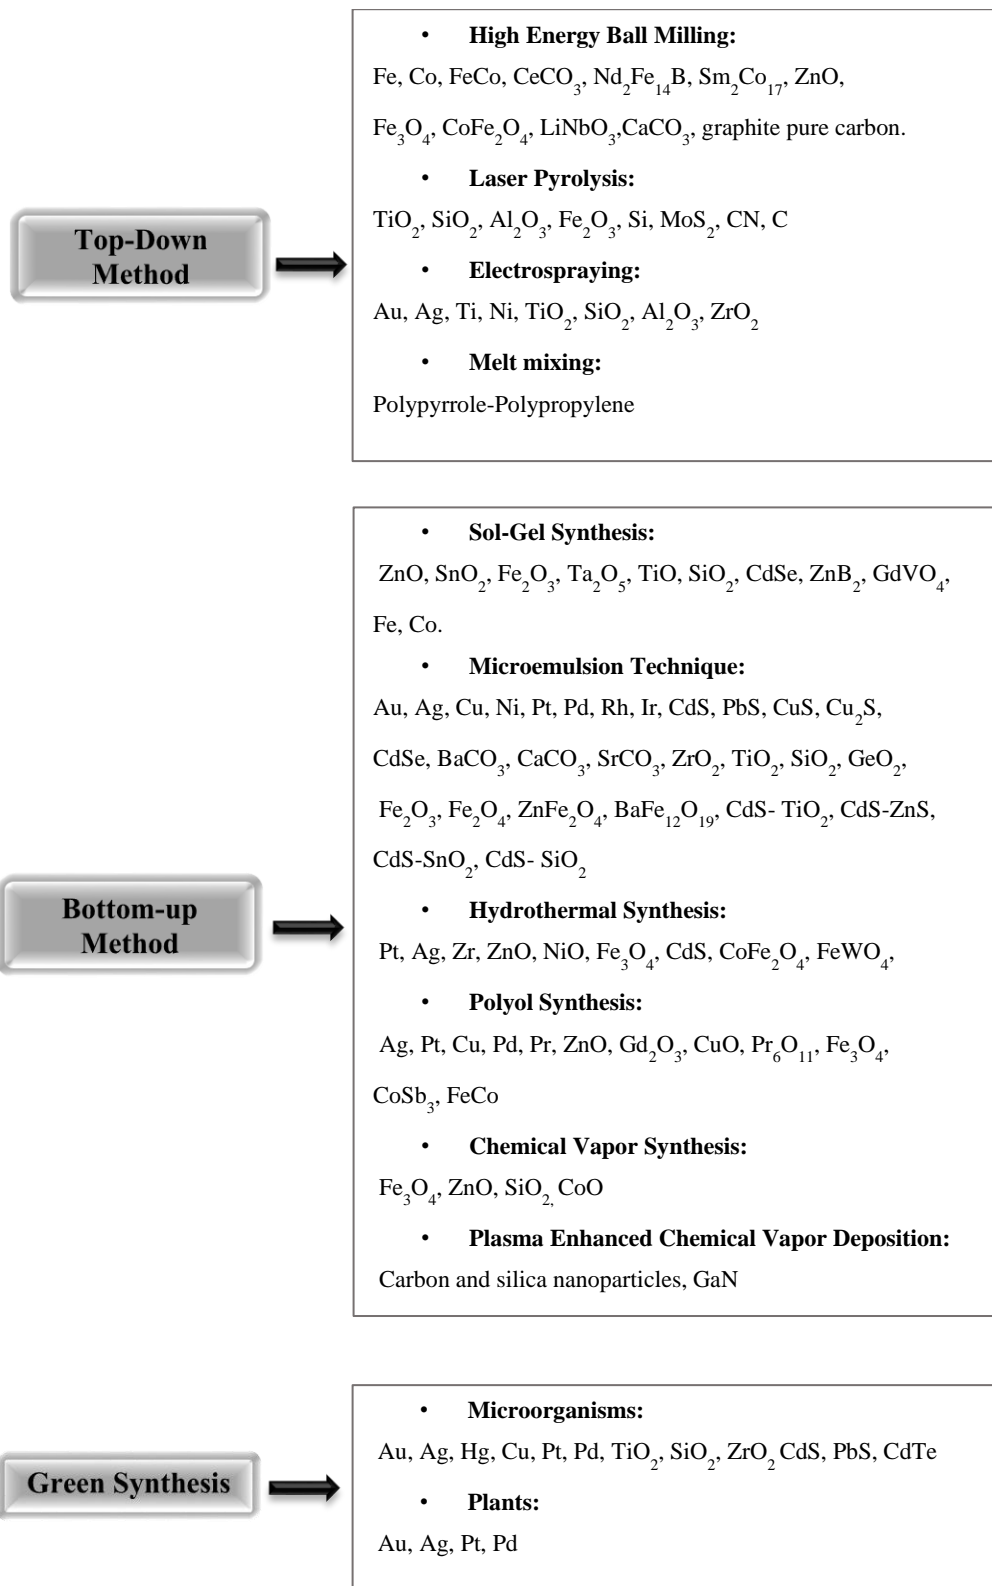 • High Energy Ball Milling:
Fe, Co, FeCo, CeCO₃, Nd₂Fe₁₄B, Sm₂Co₁₇, ZnO,
Fe₃O₄, CoFe₂O₄, LiNbO₃,CaCO₃, graphite pure carbon.
• Laser Pyrolysis:
TiO₂, SiO₂, Al₂O₃, Fe₂O₃, Si, MoS₂, CN, C
• Electrospraying:
Au, Ag, Ti, Ni, TiO₂, SiO₂, Al₂O₃, ZrO₂
• Melt mixing:
Polypyrrole-Polypropylene
Top-Down
Method
• Sol-Gel Synthesis:
ZnO, SnO₂, Fe₂O₃, Ta₂O₅, TiO, SiO₂, CdSe, ZnB₂, GdVO₄,
Fe, Co.
• Microemulsion Technique:
Au, Ag, Cu, Ni, Pt, Pd, Rh, Ir, CdS, PbS, CuS, Cu₂S,
CdSe, BaCO₃, CaCO₃, SrCO₃, ZrO₂, TiO₂, SiO₂, GeO₂,
Fe₂O₃, Fe₂O₄, ZnFe₂O₄, BaFe₁₂O₁₉, CdS- TiO₂, CdS-ZnS,
CdS-SnO₂, CdS- SiO₂
• Hydrothermal Synthesis:
Pt, Ag, Zr, ZnO, NiO, Fe₃O₄, CdS, CoFe₂O₄, FeWO₄,
• Polyol Synthesis:
Ag, Pt, Cu, Pd, Pr, ZnO, Gd₂O₃, CuO, Pr₆O₁₁, Fe₃O₄,
CoSb₃, FeCo
• Chemical Vapor Synthesis:
Fe₃O₄, ZnO, SiO₂, CoO
• Plasma Enhanced Chemical Vapor Deposition:
Carbon and silica nanoparticles, GaN
Bottom-up
Method
• Microorganisms:
Au, Ag, Hg, Cu, Pt, Pd, TiO₂, SiO₂, ZrO₂ CdS, PbS, CdTe
• Plants:
Au, Ag, Pt, Pd
Green Synthesis